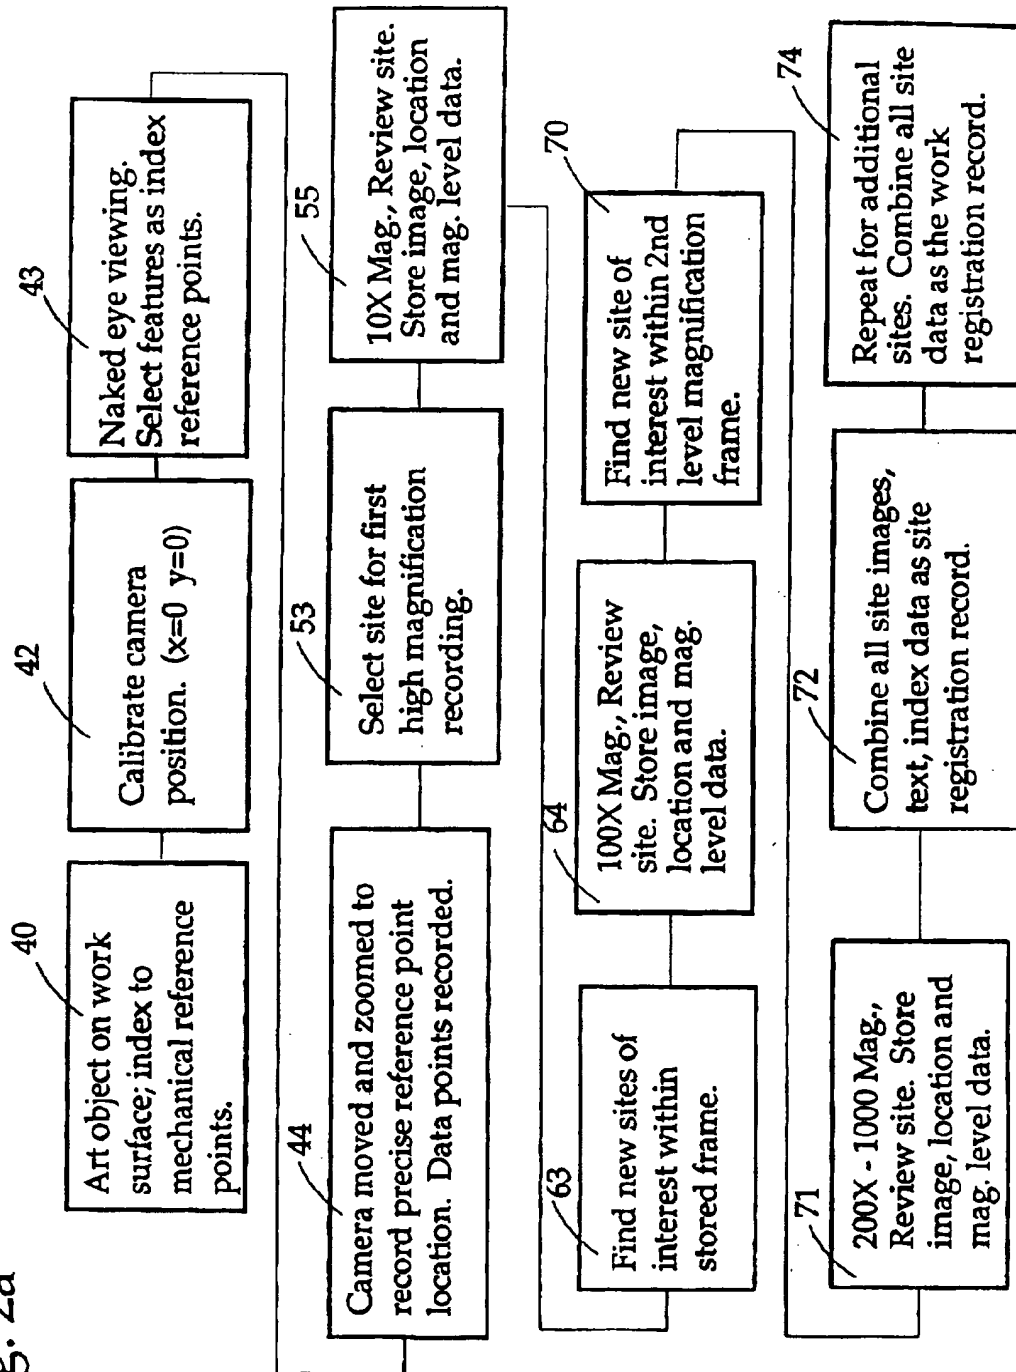 g. 2a
40
Art object on work
surface; index to
mechanical reference
points.
42
Calibrate camera
position. (x=0 y=0)
43
Naked eye viewing.
Select features as index
reference points.
44
Camera moved and zoomed to
record precise reference point
location. Data points recorded.
53
Select site for first
high magnification
recording.
55
10X Mag., Review site.
Store image, location
and mag. level data.
63
Find new sites of
interest within
stored frame.
64
100X Mag., Review
site. Store image,
location and mag.
level data.
70
Find new site of
interest within 2nd
level magnification
frame.
71
200X - 1000 Mag.,
Review site. Store
image, location and
mag. level data.
72
Combine all site images,
text, index data as site
registration record.
74
Repeat for additional
sites. Combine all site
data as the work
registration record.